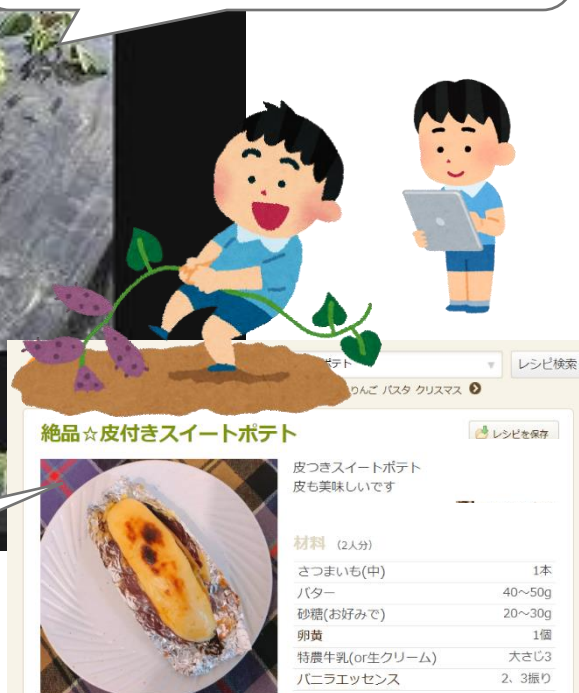 ポテト
レシピ検索
りんご パスタ クリスマス
絶品☆皮付きスイートポテト
レシピを保存
皮つきスイートポテト
皮も美味しいです
材料 (2人分)
さつまいも(中) 1本
バター 40~50g
砂糖(お好みで) 20~30g
卵黄 1個
特農牛乳(or生クリーム) 大さじ3
バニラエッセンス 2、3振り